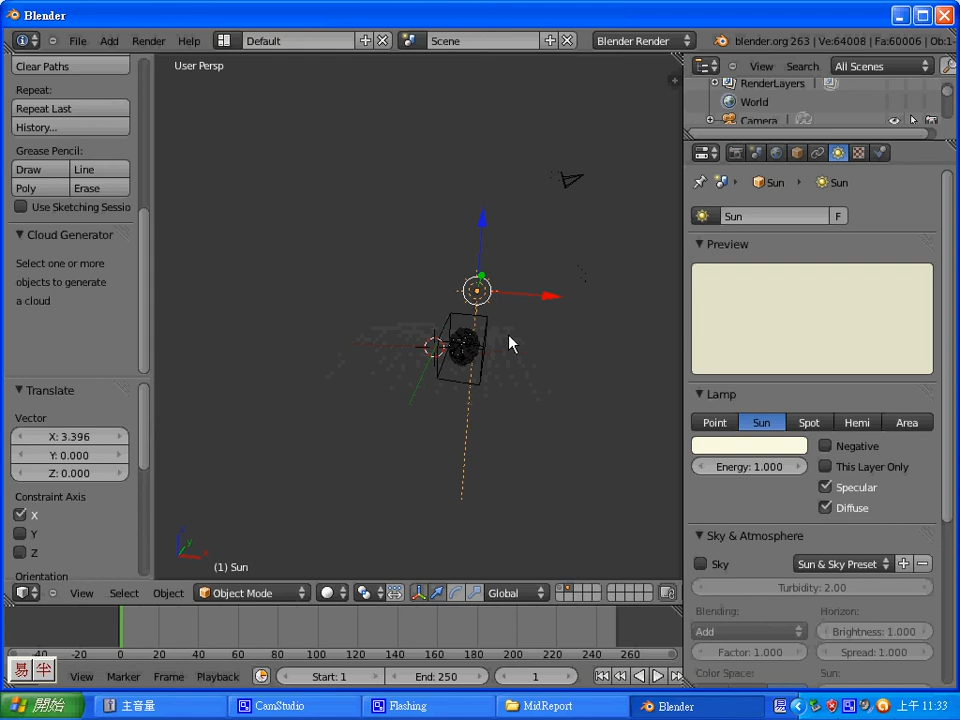 Blender
File Add Render Help Default Scene Blender Render blender.org 263 | Ve:64008 | Fa:60006 | Ob:1-
Clear Paths
Repeat:
Repeat Last
History...
Grease Pencil:
Draw Line
Poly Erase
Use Sketching Sessio
Cloud Generator
Select one or more
objects to generate
a cloud
Translate
Vector
X: 3.396
Y: 0.000
Z: 0.000
Constraint Axis
X
Y
Z
Orientation
User Persp
(1) Sun
View Select Object Object Mode Global
View Search All Scenes
RenderLayers
World
Camera
Sun Sun
Sun F
Preview
Lamp
Point Sun Spot Hemi Area
Negative
Energy: 1.000 This Layer Only
Specular
Diffuse
Sky & Atmosphere
Sky Sun & Sky Preset
Turbidity: 2.00
Blending: Horizon:
Add Brightness: 1.000
Factor: 1.000 Spread: 1.000
Color Space: Sun:
-40 0 20 40 60 80 100 120 140 160 180 200 220 240 260
易 半
View Marker Frame Playback Start: 1 End: 250 1
開始 主音量 CamStudio Flashing MidReport Blender 上午 11:33